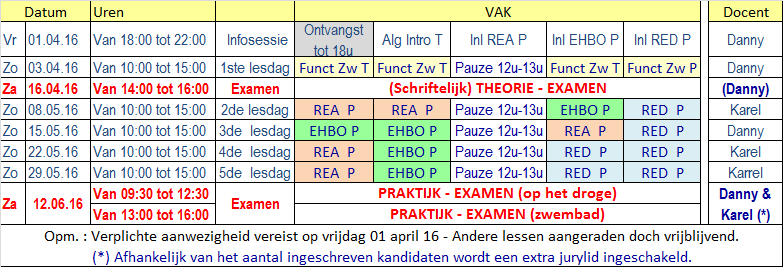 Datum Uren VAK Docent
Vr 01.04.16 Van 18:00 tot 22:00 Infosessie Ontvangst tot 18u Alg Intro T Inl REA P Inl EHBO P Inl RED P Danny
Zo 03.04.16 Van 10:00 tot 15:00 1ste lesdag Funct Zw T Funct Zw T Pauze 12u-13u Funct Zw T Funct Zw P Danny
Za 16.04.16 Van 14:00 tot 16:00 Examen (Schriftelijk) THEORIE - EXAMEN (Danny)
Zo 08.05.16 Van 10:00 tot 15:00 2de lesdag REA P REA P Pauze 12u-13u EHBO P RED P Karel
Zo 15.05.16 Van 10:00 tot 15:00 3de lesdag EHBO P EHBO P Pauze 12u-13u REA P RED P Danny
Zo 22.05.16 Van 10:00 tot 15:00 4de lesdag REA P EHBO P Pauze 12u-13u RED P RED P Karel
Zo 29.05.16 Van 10:00 tot 15:00 5de lesdag REA P EHBO P Pauze 12u-13u RED P RED P Karrel
Za 12.06.16 Van 09:30 tot 12:30 Examen PRAKTIJK - EXAMEN (op het droge) Danny &
Van 13:00 tot 16:00 PRAKTIJK - EXAMEN (zwembad) Karel (*)
Opm. : Verplichte aanwezigheid vereist op vrijdag 01 april 16 - Andere lessen aangeraden doch vrijblijvend.
(*) Afhankelijk van het aantal ingeschreven kandidaten wordt een extra jurylid ingeschakeld.